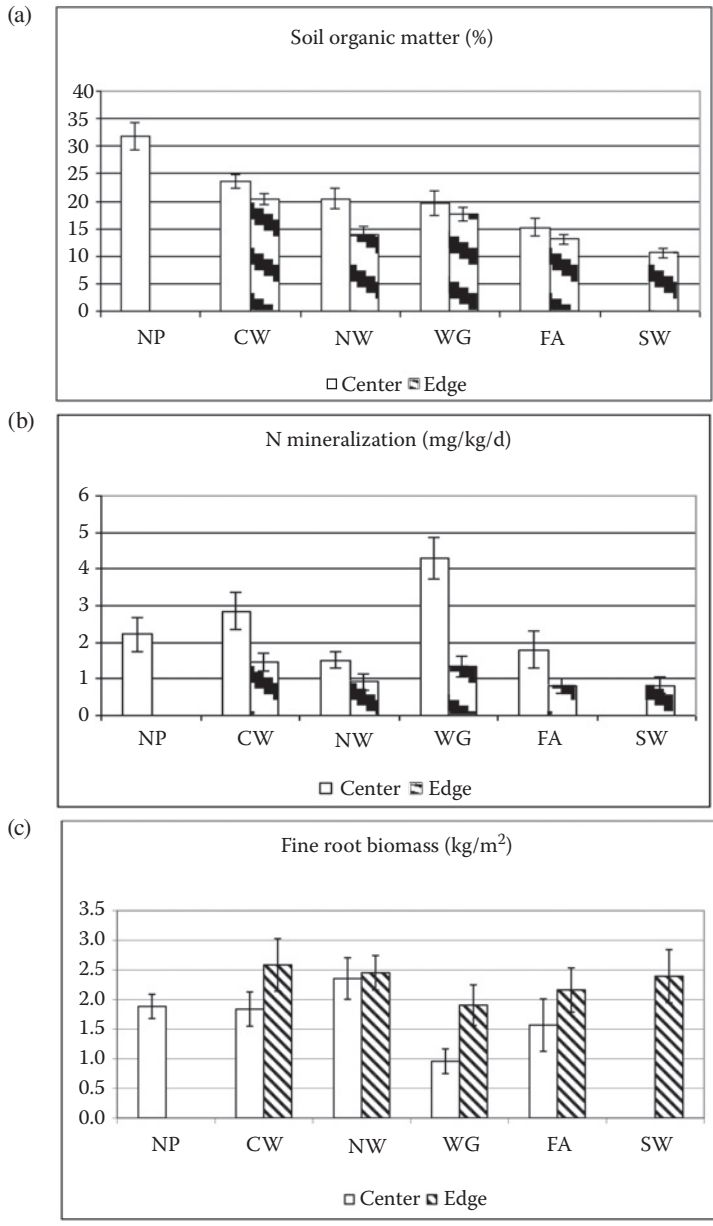 (a)
Soil organic matter (%)
40
35
30
25
20
15
10
5
0
NP CW NW WG FA SW
Center Edge
(b)
N mineralization (mg/kg/d)
6
5
4
3
2
1
0
NP CW NW WG FA SW
Center Edge
(c)
Fine root biomass (kg/m²)
3.5
3.0
2.5
2.0
1.5
1.0
0.5
0.0
NP CW NW WG FA SW
Center Edge